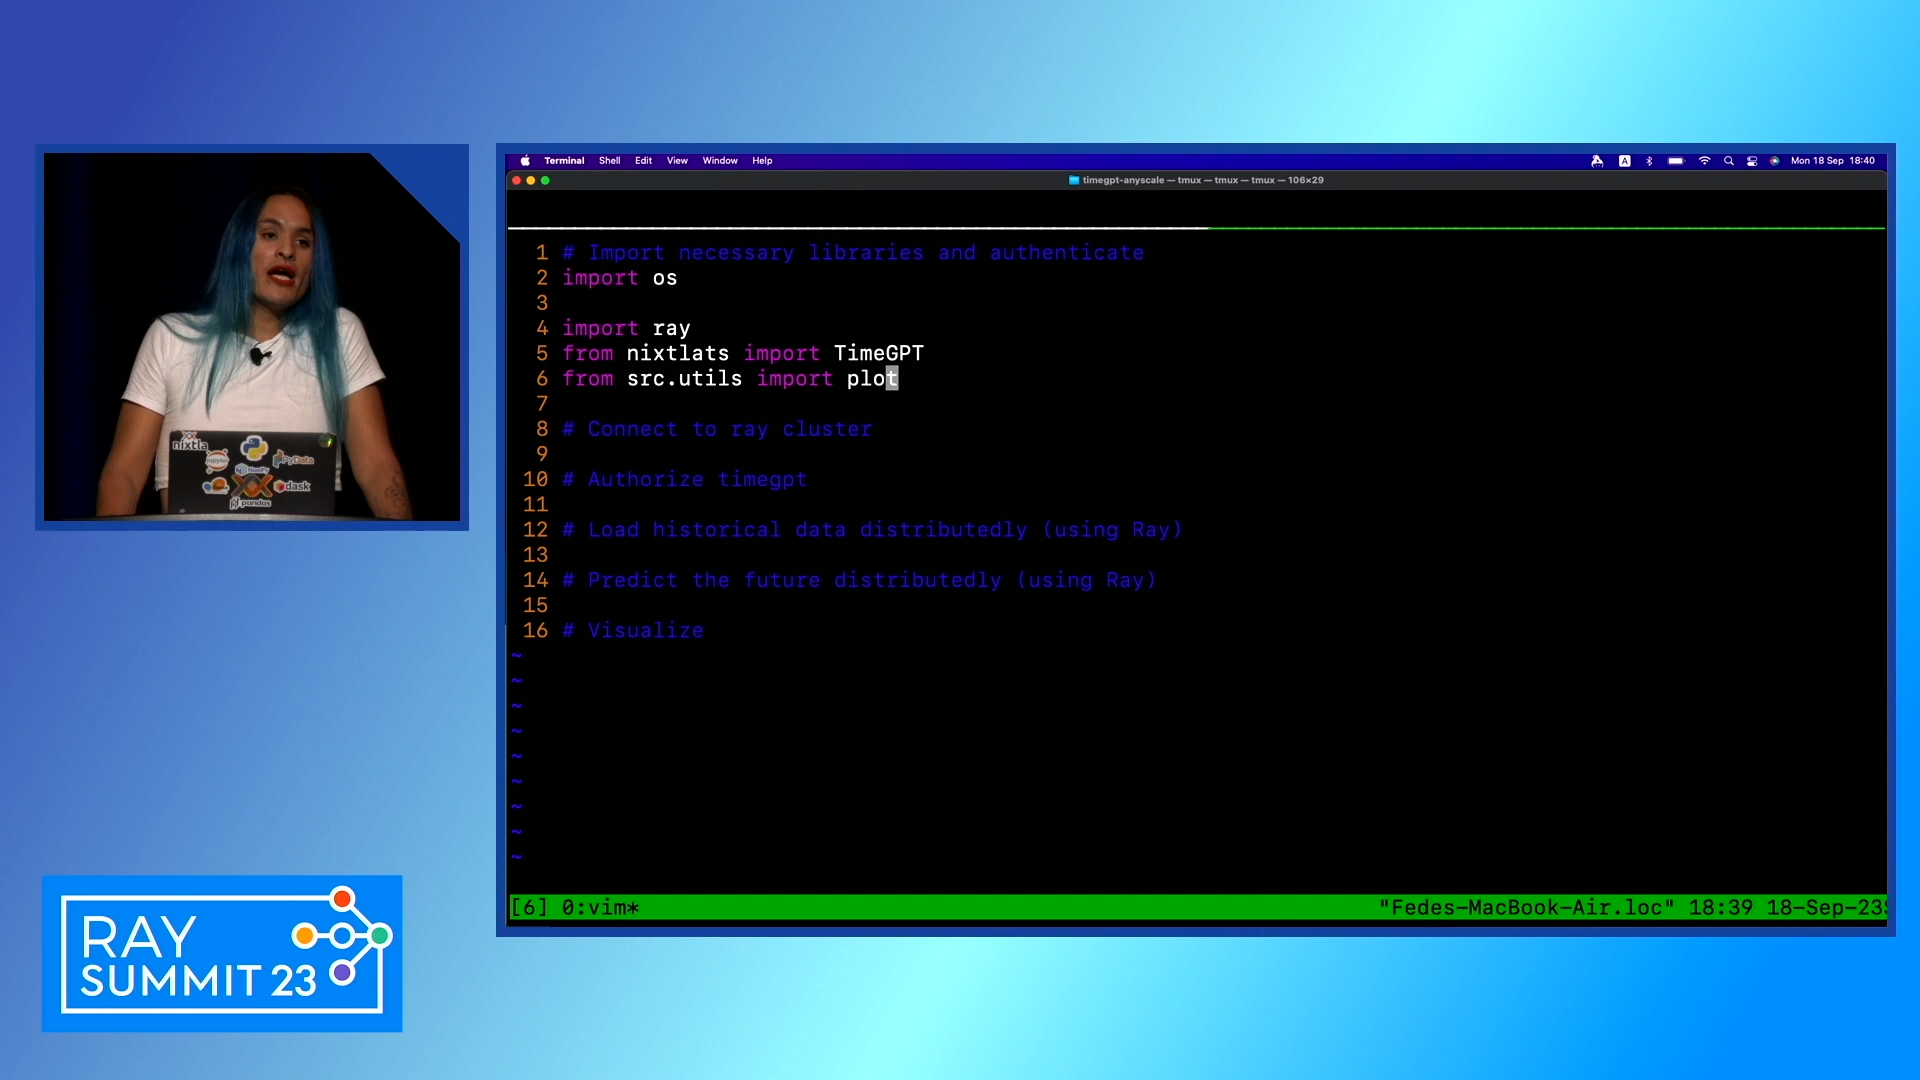 Terminal Shell Edit View Window Help
A Mon 18 Sep 18:40
timegpt-anyscale — tmux — tmux — tmux — 106×29
1 # Import necessary libraries and authenticate
2 import os
3
4 import ray
5 from nixtlats import TimeGPT
6 from src.utils import plot
7
8 # Connect to ray cluster
9
10 # Authorize timegpt
11
12 # Load historical data distributedly (using Ray)
13
14 # Predict the future distributedly (using Ray)
15
16 # Visualize
~
~
~
~
~
~
~
~
~
[6] 0:vim* "Fedes-MacBook-Air.loc" 18:39 18-Sep-23
nixtla
jupyter
PyData
NumPy
dask
pandas
RAY
SUMMIT 23